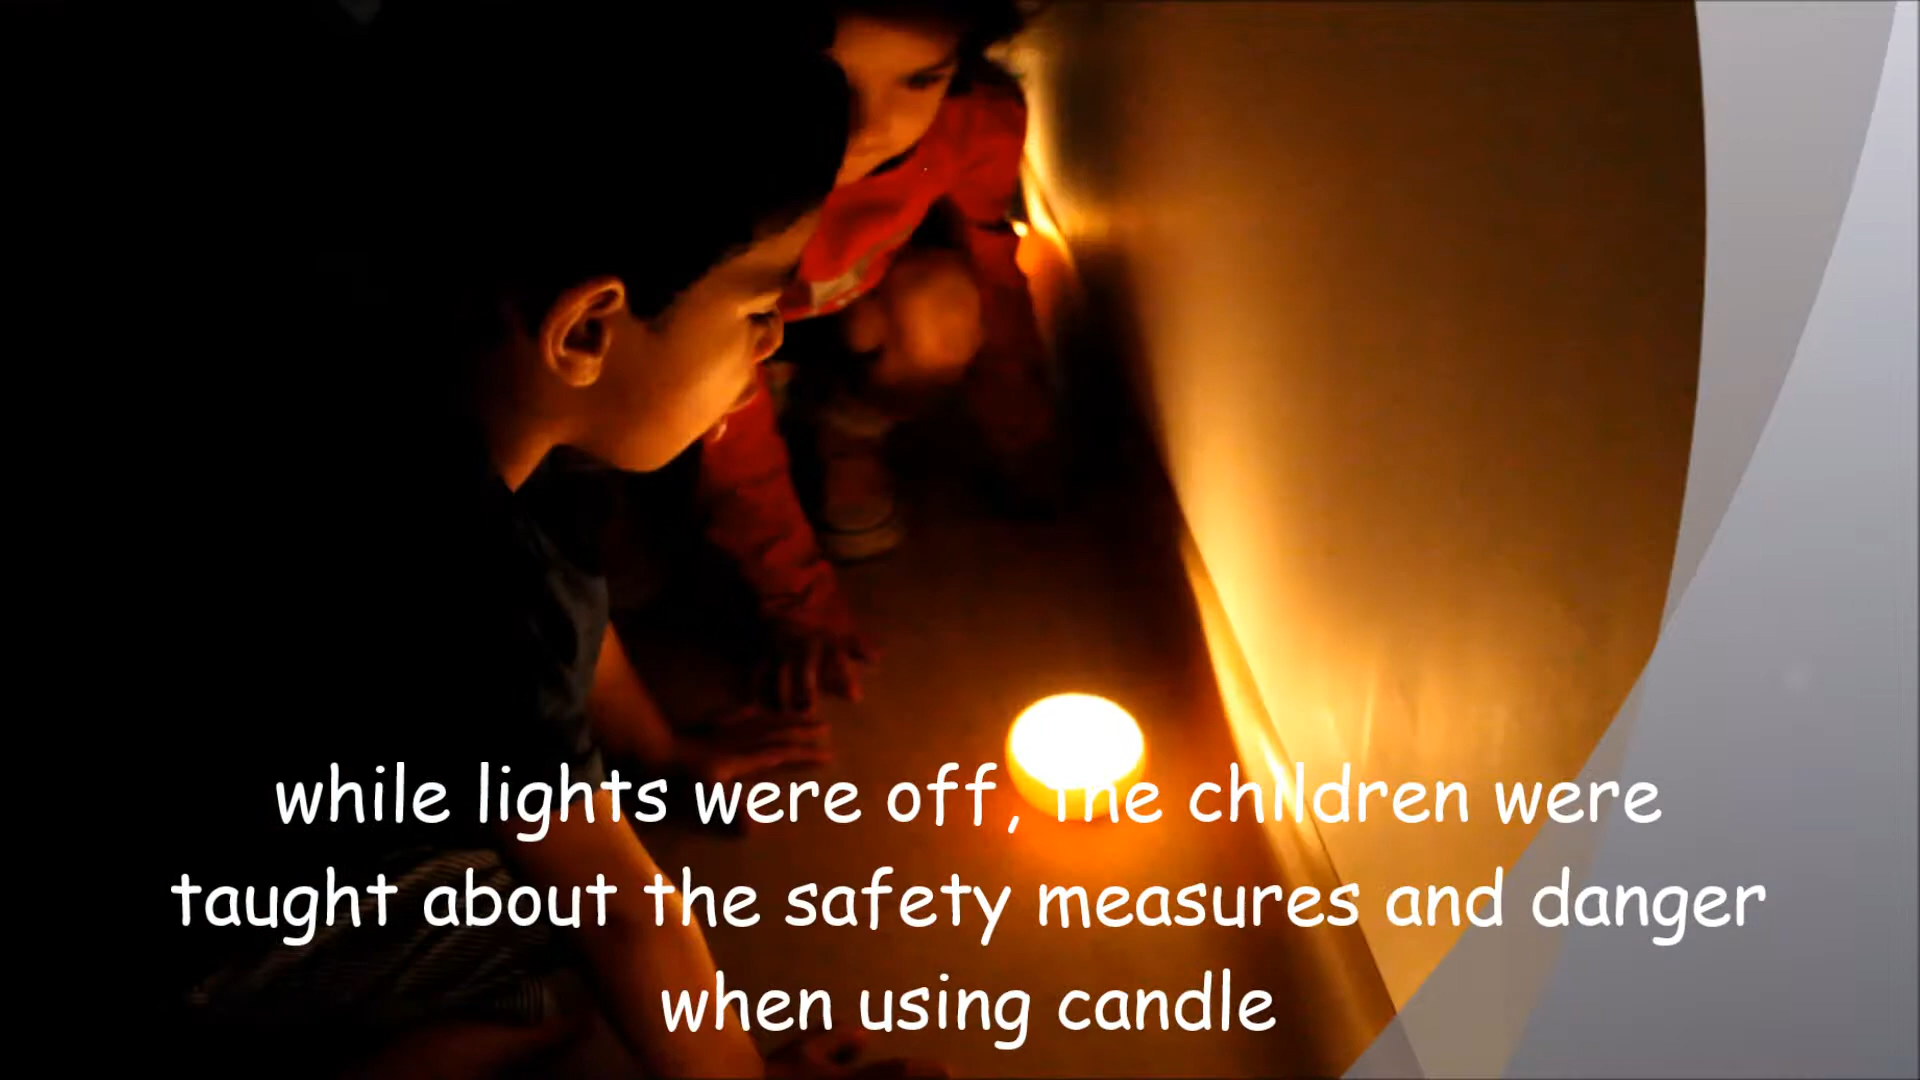 while lights were off, the children were
taught about the safety measures and danger
when using candle